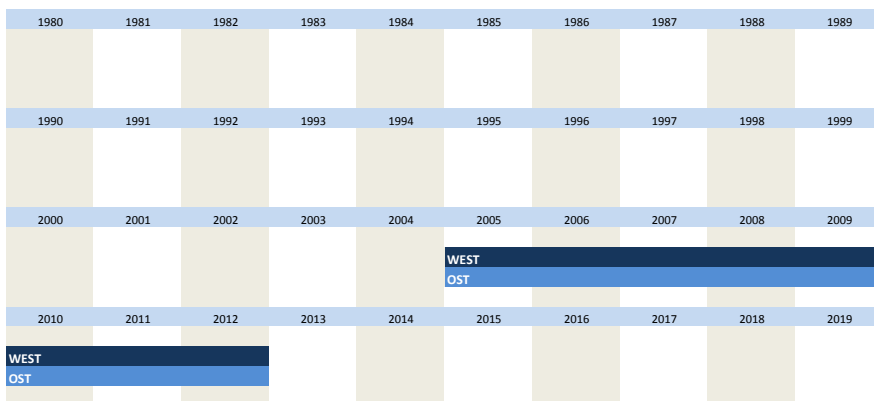 1980 1981 1982 1983 1984 1985 1986 1987 1988 1989
1990 1991 1992 1993 1994 1995 1996 1997 1998 1999
2000 2001 2002 2003 2004 2005 2006 2007 2008 2009
WEST
OST
2010 2011 2012 2013 2014 2015 2016 2017 2018 2019
WEST
OST